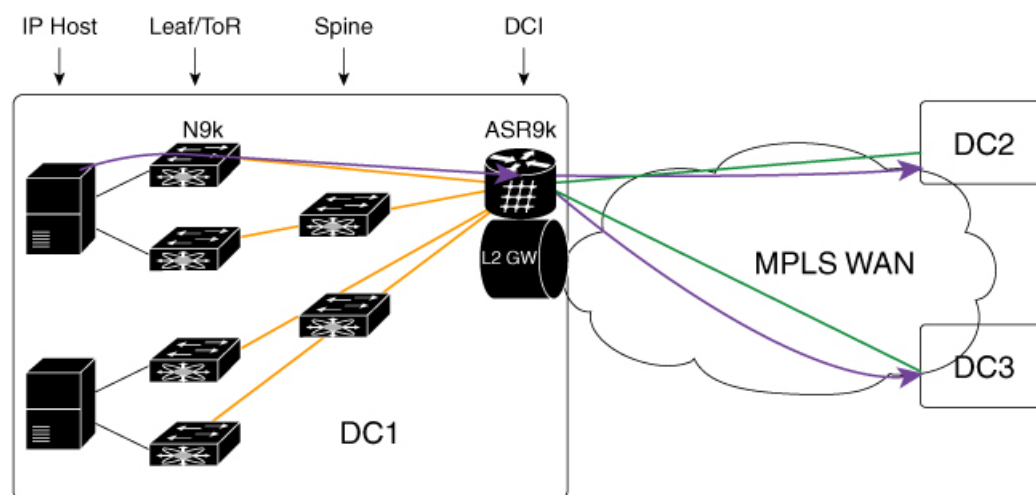 IP Host
Leaf/ToR
Spine
DCI
N9k
ASR9k
DC2
L2 GW
MPLS WAN
DC3
DC1